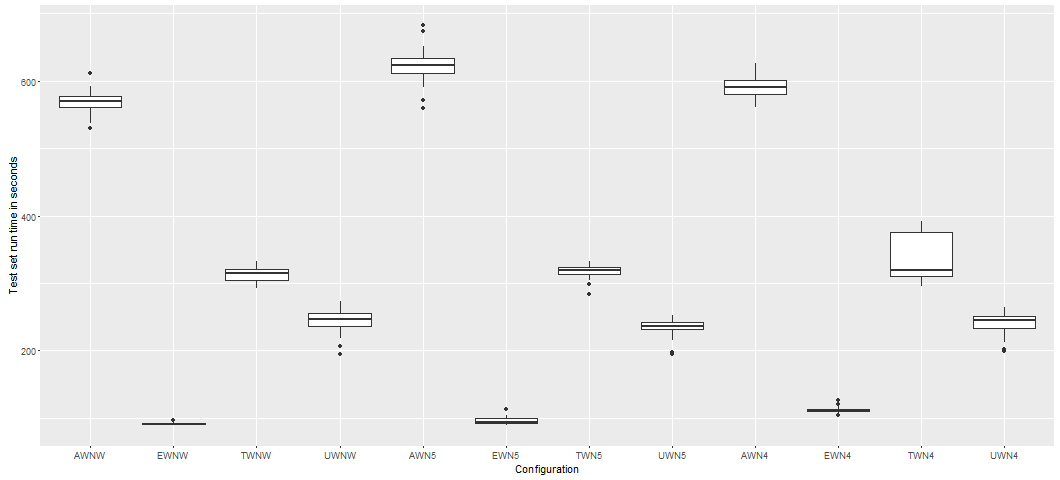 Test set run time in seconds
600
400
200
AWNW EWNW TWNW UWNW AWN5 EWN5 TWN5 UWN5 AWN4 EWN4 TWN4 UWN4
Configuration